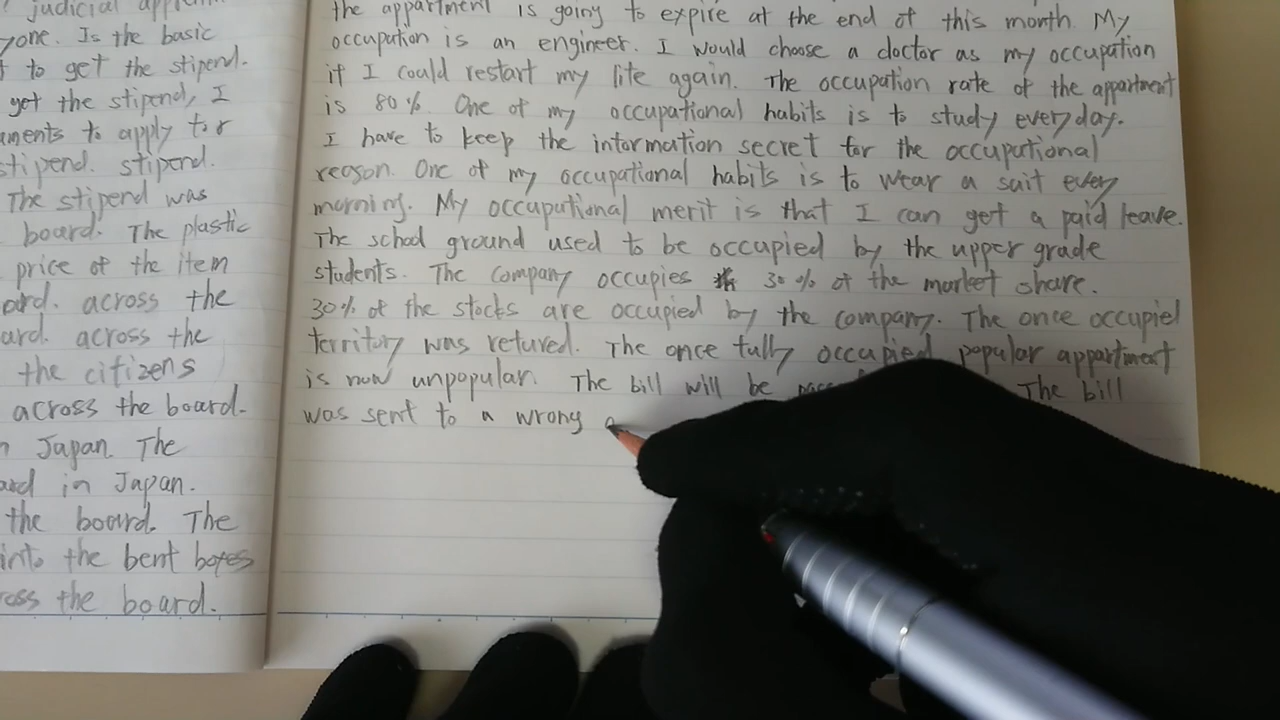 judicial
yone. Is the basic
to get the stipend.
get the stipend, I
aments to apply for
stipend. stipend.
The stipend was
board. The plastic
price of the item
oard. across the
ard. across the
the citizens
across the board.
n Japan. The
ard in Japan.
the board. The
into the bent boxes
ross the board.
the appartment is going to expire at the end of this month. My
occupation is an engineer. I would choose a doctor as my occupation
if I could restart my life again. The occupation rate of the appartment
is 80%. One of my occupational habits is to study everyday.
I have to keep the information secret for the occupational
reason. One of my occupational habits is to wear a suit every
morning. My occupational merit is that I can get a paid leave.
The school ground used to be occupied by the upper grade
students. The company occupies 30% of the market share.
30% of the stocks are occupied by the company. The once occupied
territory was retured. The once fully occupied popular appartment
is now unpopular. The bill will be The bill
was sent to a wrong